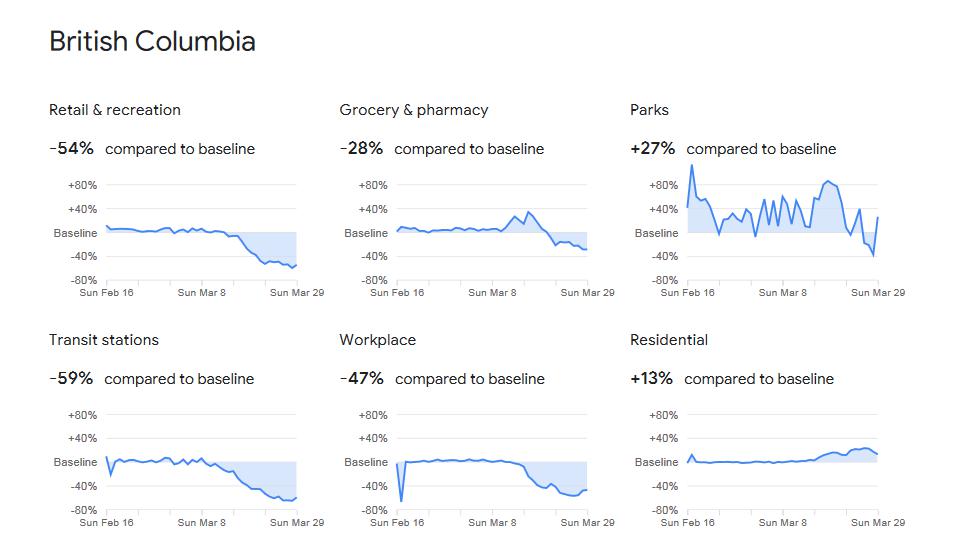 British Columbia
Retail & recreation
-54% compared to baseline
+80%
+40%
Baseline
-40%
-80%
Sun Feb 16 Sun Mar 8 Sun Mar 29
Grocery & pharmacy
-28% compared to baseline
+80%
+40%
Baseline
-40%
-80%
Sun Feb 16 Sun Mar 8 Sun Mar 29
Parks
+27% compared to baseline
+80%
+40%
Baseline
-40%
-80%
Sun Feb 16 Sun Mar 8 Sun Mar 29
Transit stations
-59% compared to baseline
+80%
+40%
Baseline
-40%
-80%
Sun Feb 16 Sun Mar 8 Sun Mar 29
Workplace
-47% compared to baseline
+80%
+40%
Baseline
-40%
-80%
Sun Feb 16 Sun Mar 8 Sun Mar 29
Residential
+13% compared to baseline
+80%
+40%
Baseline
-40%
-80%
Sun Feb 16 Sun Mar 8 Sun Mar 29